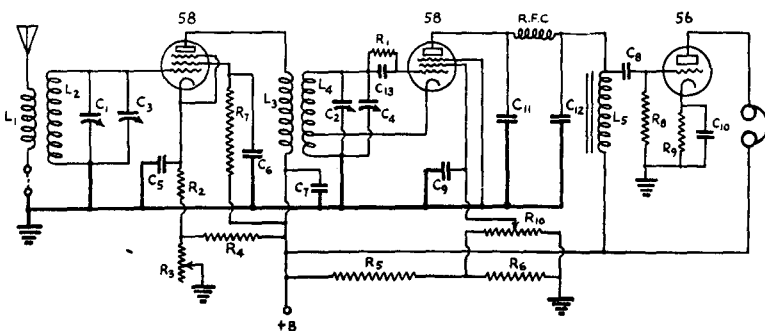 58
58
R.F.C
56
R1
C8
L1
L2
C1
C3
R7
L3
L4
C13
C2
C4
C11
C12
L5
R8
R9
C10
C5
R2
C6
C7
C9
R10
R3
R4
R5
R6
+B